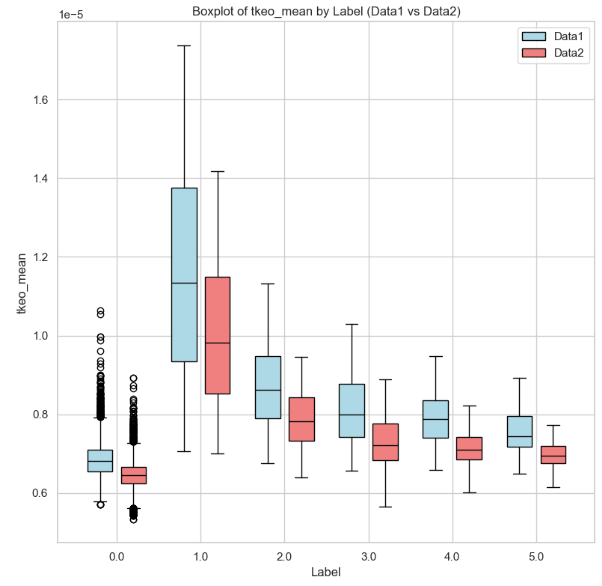 Boxplot of tkeo_mean by Label (Data1 vs Data2)
1e−5
Data1
Data2
1.6
1.4
1.2
1.0
0.8
0.6
tkeo_mean
0.0 1.0 2.0 3.0 4.0 5.0
Label